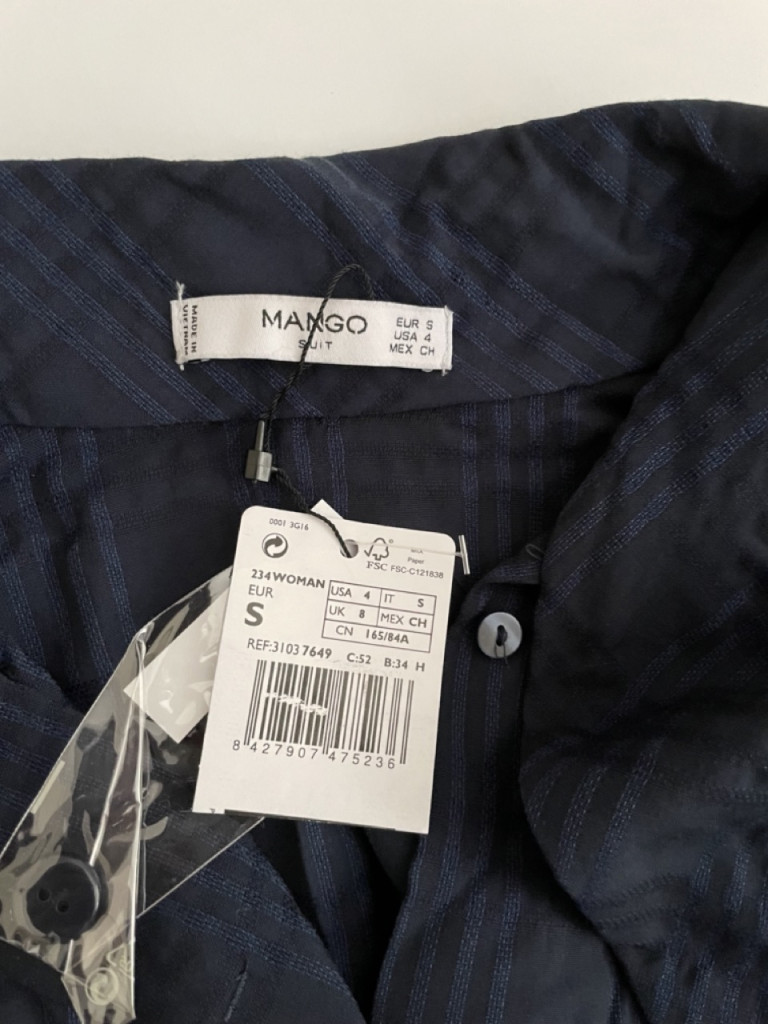 MADE IN
VIETNAM
MANGO
SUIT
EUR S
USA 4
MEX CH
0001 3G16
Paper
FSC FSC-C121838
234WOMAN
EUR
S
USA 4 IT S
UK 8 MEX CH
CN 165/84A
REF:31037649 C:52 B:34 H
8 427907 475236